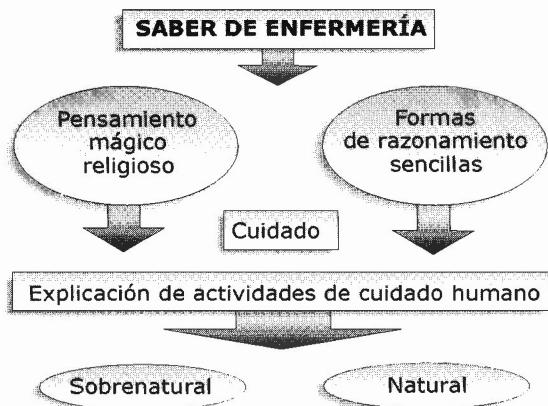 SABER DE ENFERMERÍA
Pensamiento
mágico
religioso
Formas
de razonamiento
sencillas
Cuidado
Explicación de actividades de cuidado humano
Sobrenatural
Natural